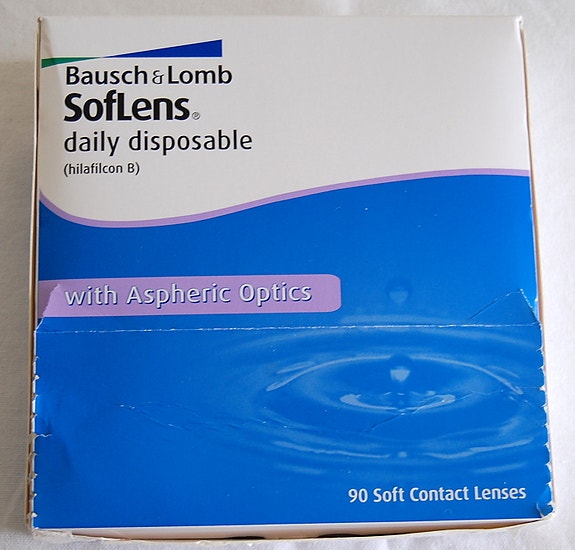 Bausch & Lomb
SofLens®
daily disposable
(hilafilcon B)
with Aspheric Optics
90 Soft Contact Lenses